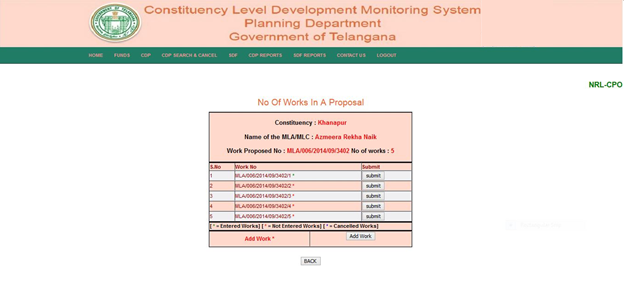 Constituency Level Development Monitoring System
Planning Department
Government of Telangana
HOME FUNDS CDP CDP SEARCH & CANCEL SDF CDP REPORTS SDF REPORTS CONTACT US LOGOUT
NRL-CPO
No Of Works In A Proposal
Constituency : Khanapur
Name of the MLA/MLC : Azmeera Rekha Naik
Work Proposed No : MLA/006/2014/09/3402 No of works : 5
S.No Work No Submit
1 MLA/006/2014/09/3402/1 * submit
2 MLA/006/2014/09/3402/2 * submit
3 MLA/006/2014/09/3402/3 * submit
4 MLA/006/2014/09/3402/4 * submit
5 MLA/006/2014/09/3402/5 * submit
[ * = Entered Works] [ * = Not Entered Works] [ * = Cancelled Works]
Add Work * Add Work
BACK